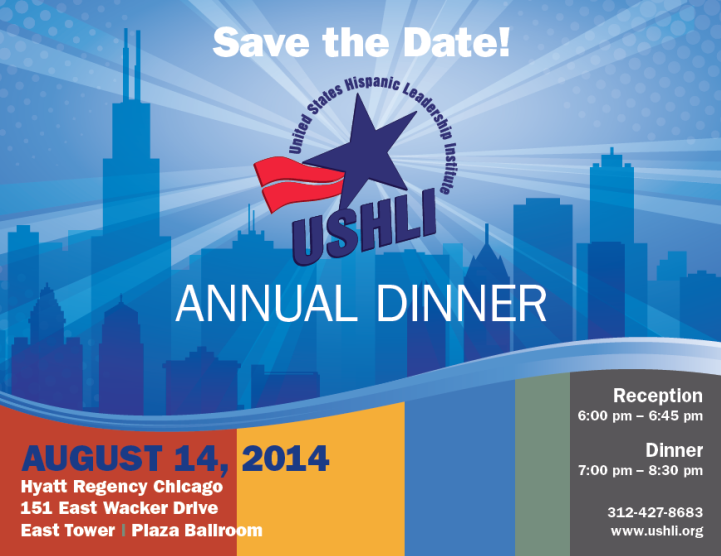 Save the Date!
United States Hispanic Leadership Institute
USHLI
ANNUAL DINNER
AUGUST 14, 2014
Hyatt Regency Chicago
151 East Wacker Drive
East Tower | Plaza Ballroom
Reception
6:00 pm – 6:45 pm
Dinner
7:00 pm – 8:30 pm
312-427-8683
www.ushli.org